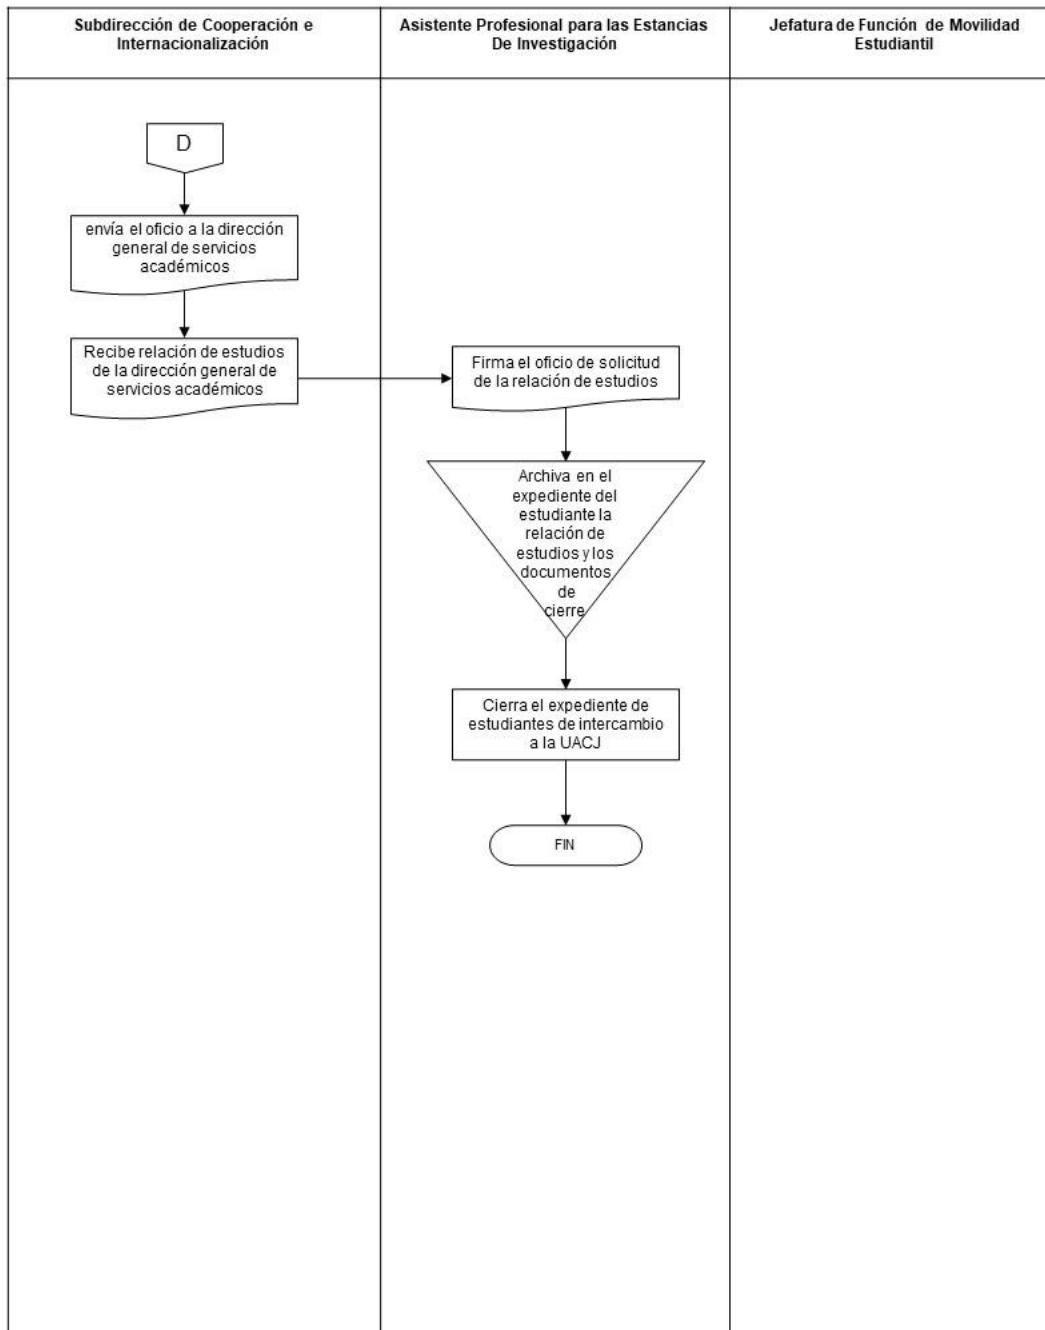 Subdirección de Cooperación e
Internacionalización
Asistente Profesional para las Estancias
De Investigación
Jefatura de Función de Movilidad
Estudiantil
D
envía el oficio a la dirección
general de servicios
académicos
Recibe relación de estudios
de la dirección general de
servicios académicos
Firma el oficio de solicitud
de la relación de estudios
Archiva en el
expediente del
estudiante la
relación de
estudios y los
documentos
de
cierre
Cierra el expediente de
estudiantes de intercambio
a la UACJ
FIN